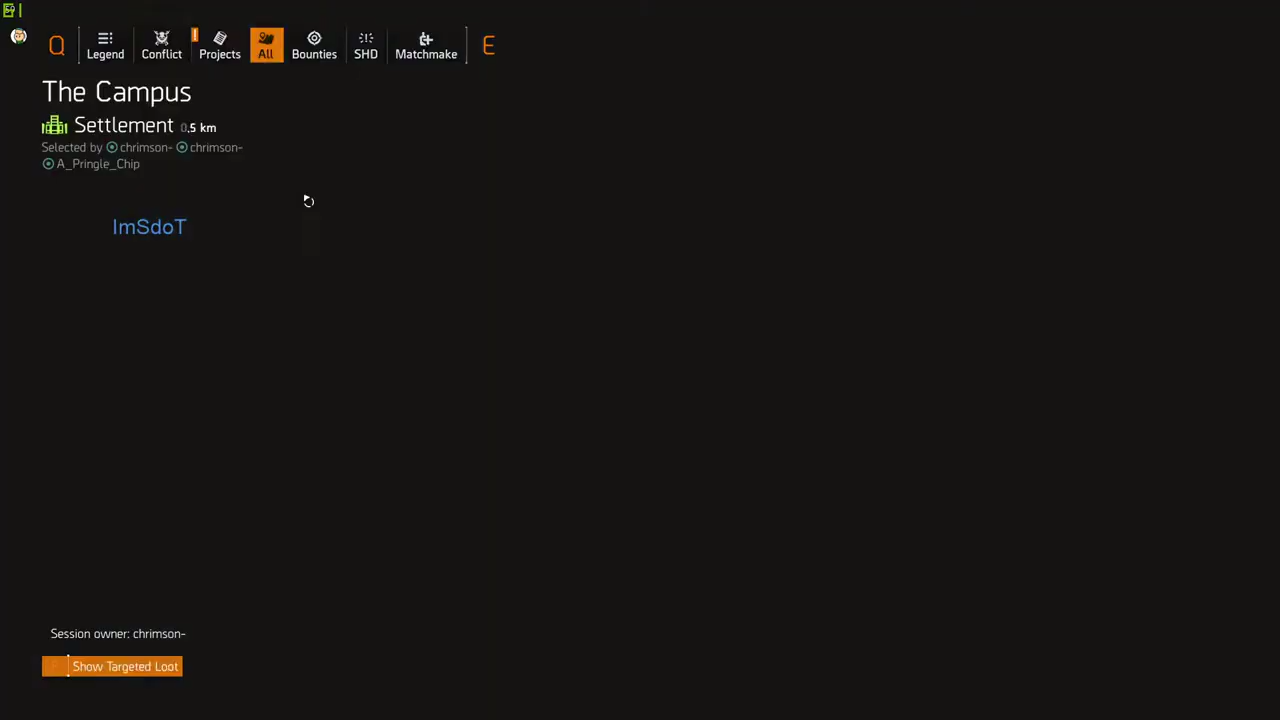 Q Legend Conflict Projects All Bounties SHD Matchmake E
The Campus
Settlement 0.5 km
Selected by chrimson- chrimson-
A_Pringle_Chip
ImSdoT
Session owner: chrimson-
Show Targeted Loot